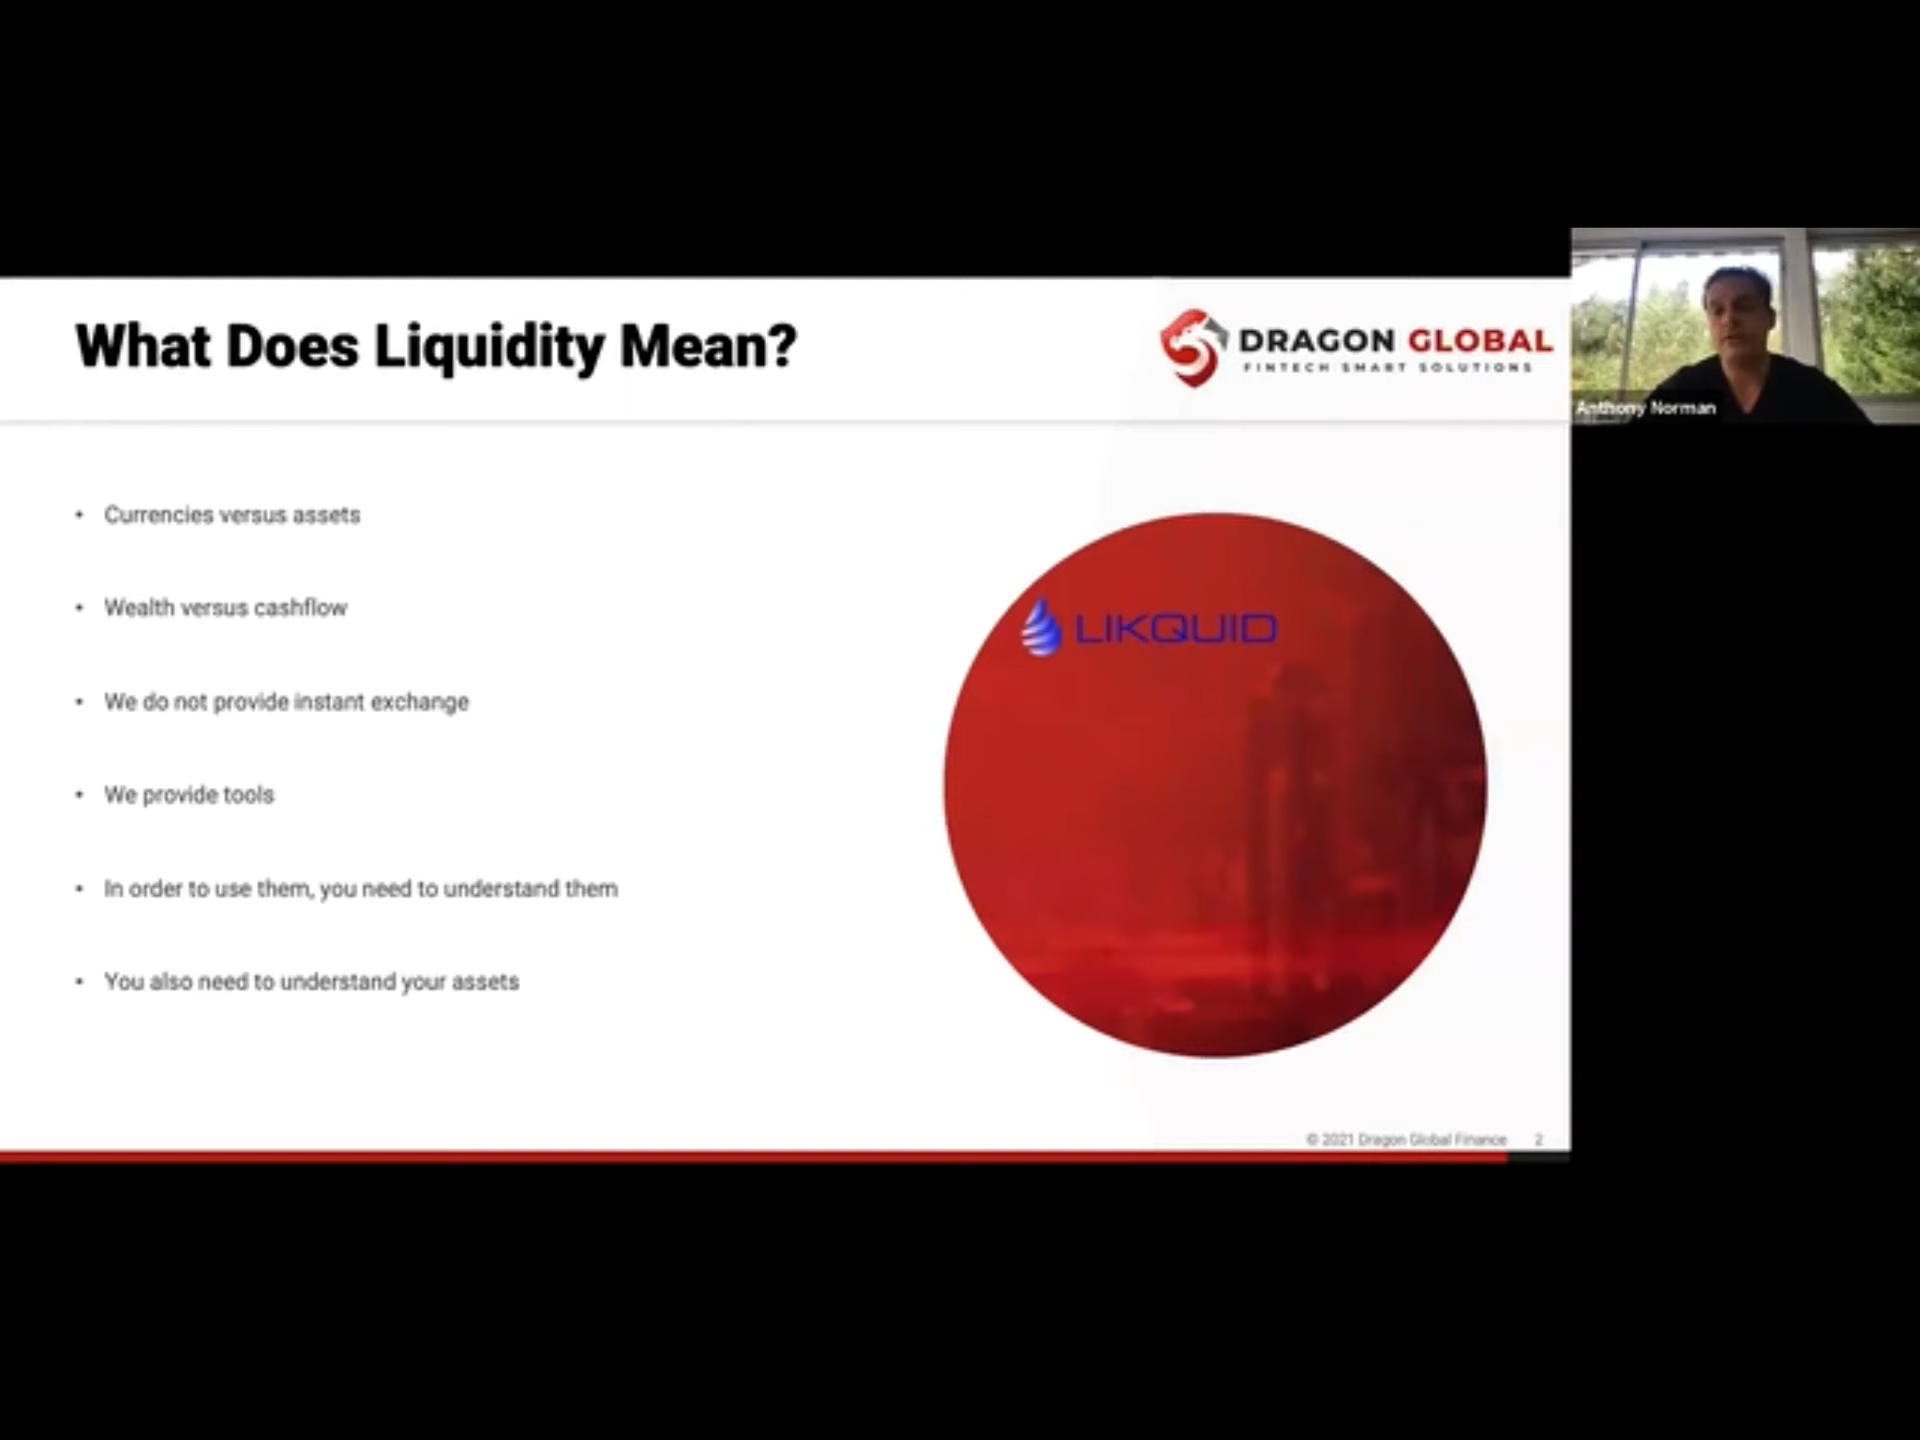 What Does Liquidity Mean?
DRAGON GLOBAL
FINTECH SMART SOLUTIONS
Anthony Norman
• Currencies versus assets
• Wealth versus cashflow
• We do not provide instant exchange
• We provide tools
• In order to use them, you need to understand them
• You also need to understand your assets
LIKQUID
© 2021 Dragon Global Finance 2